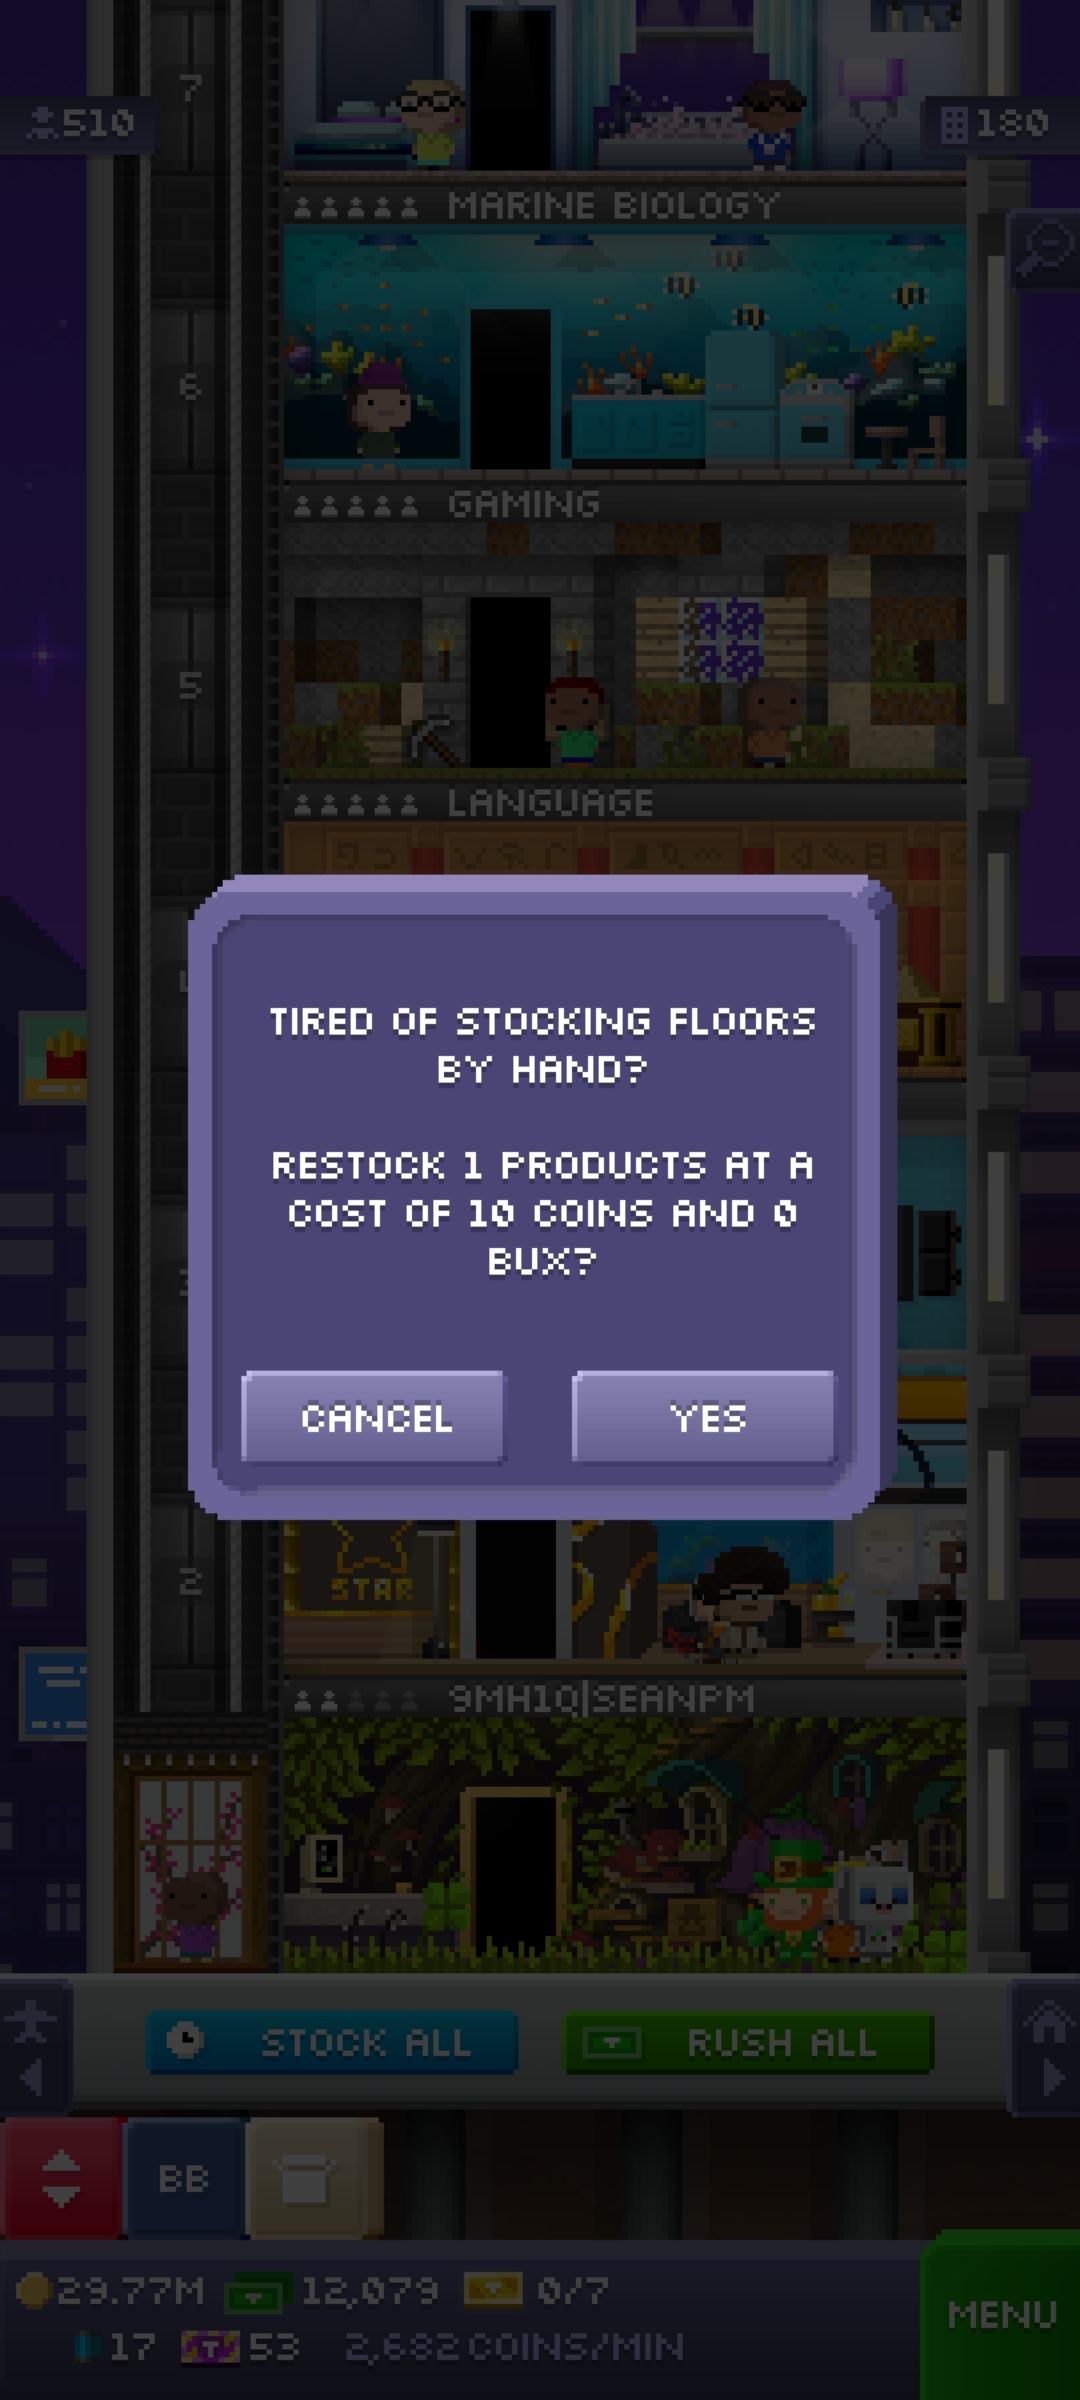 7
510
180
MARINE BIOLOGY
6
GAMING
5
LANGUAGE
TIRED OF STOCKING FLOORS
BY HAND?
RESTOCK 1 PRODUCTS AT A
COST OF 10 COINS AND 0
BUX?
CANCEL
YES
STAR
2
9MH1Q|SEANPM
STOCK ALL
RUSH ALL
BB
29.77M
12,079
0/7
17
53
2,682 COINS/MIN
MENU